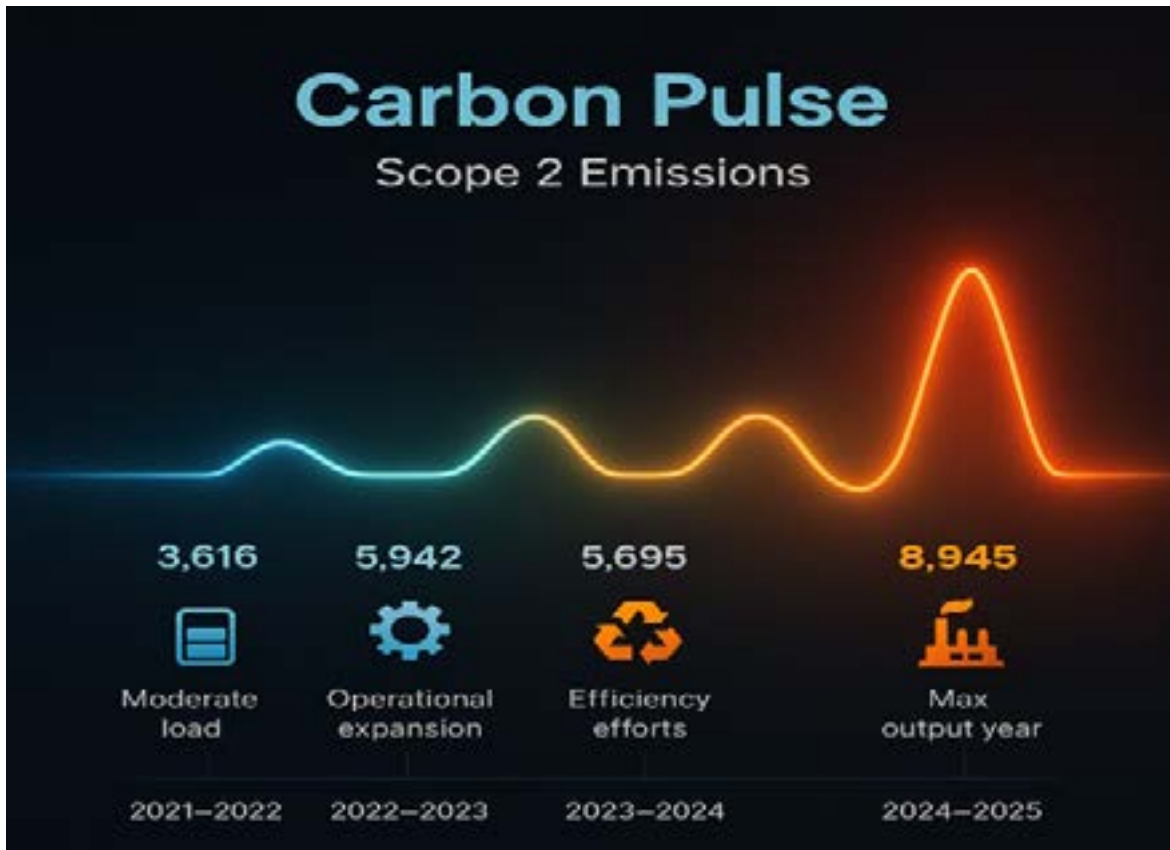 Carbon Pulse
Scope 2 Emissions
3,616
5,942
5,695
8,945
Moderate
load
Operational
expansion
Efficiency
efforts
Max
output year
2021–2022
2022–2023
2023–2024
2024–2025